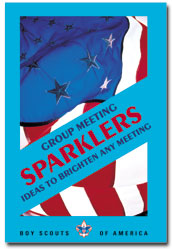 GROUP MEETING
SPARKLERS
IDEAS TO BRIGHTEN ANY MEETING
BOY SCOUTS OF AMERICA